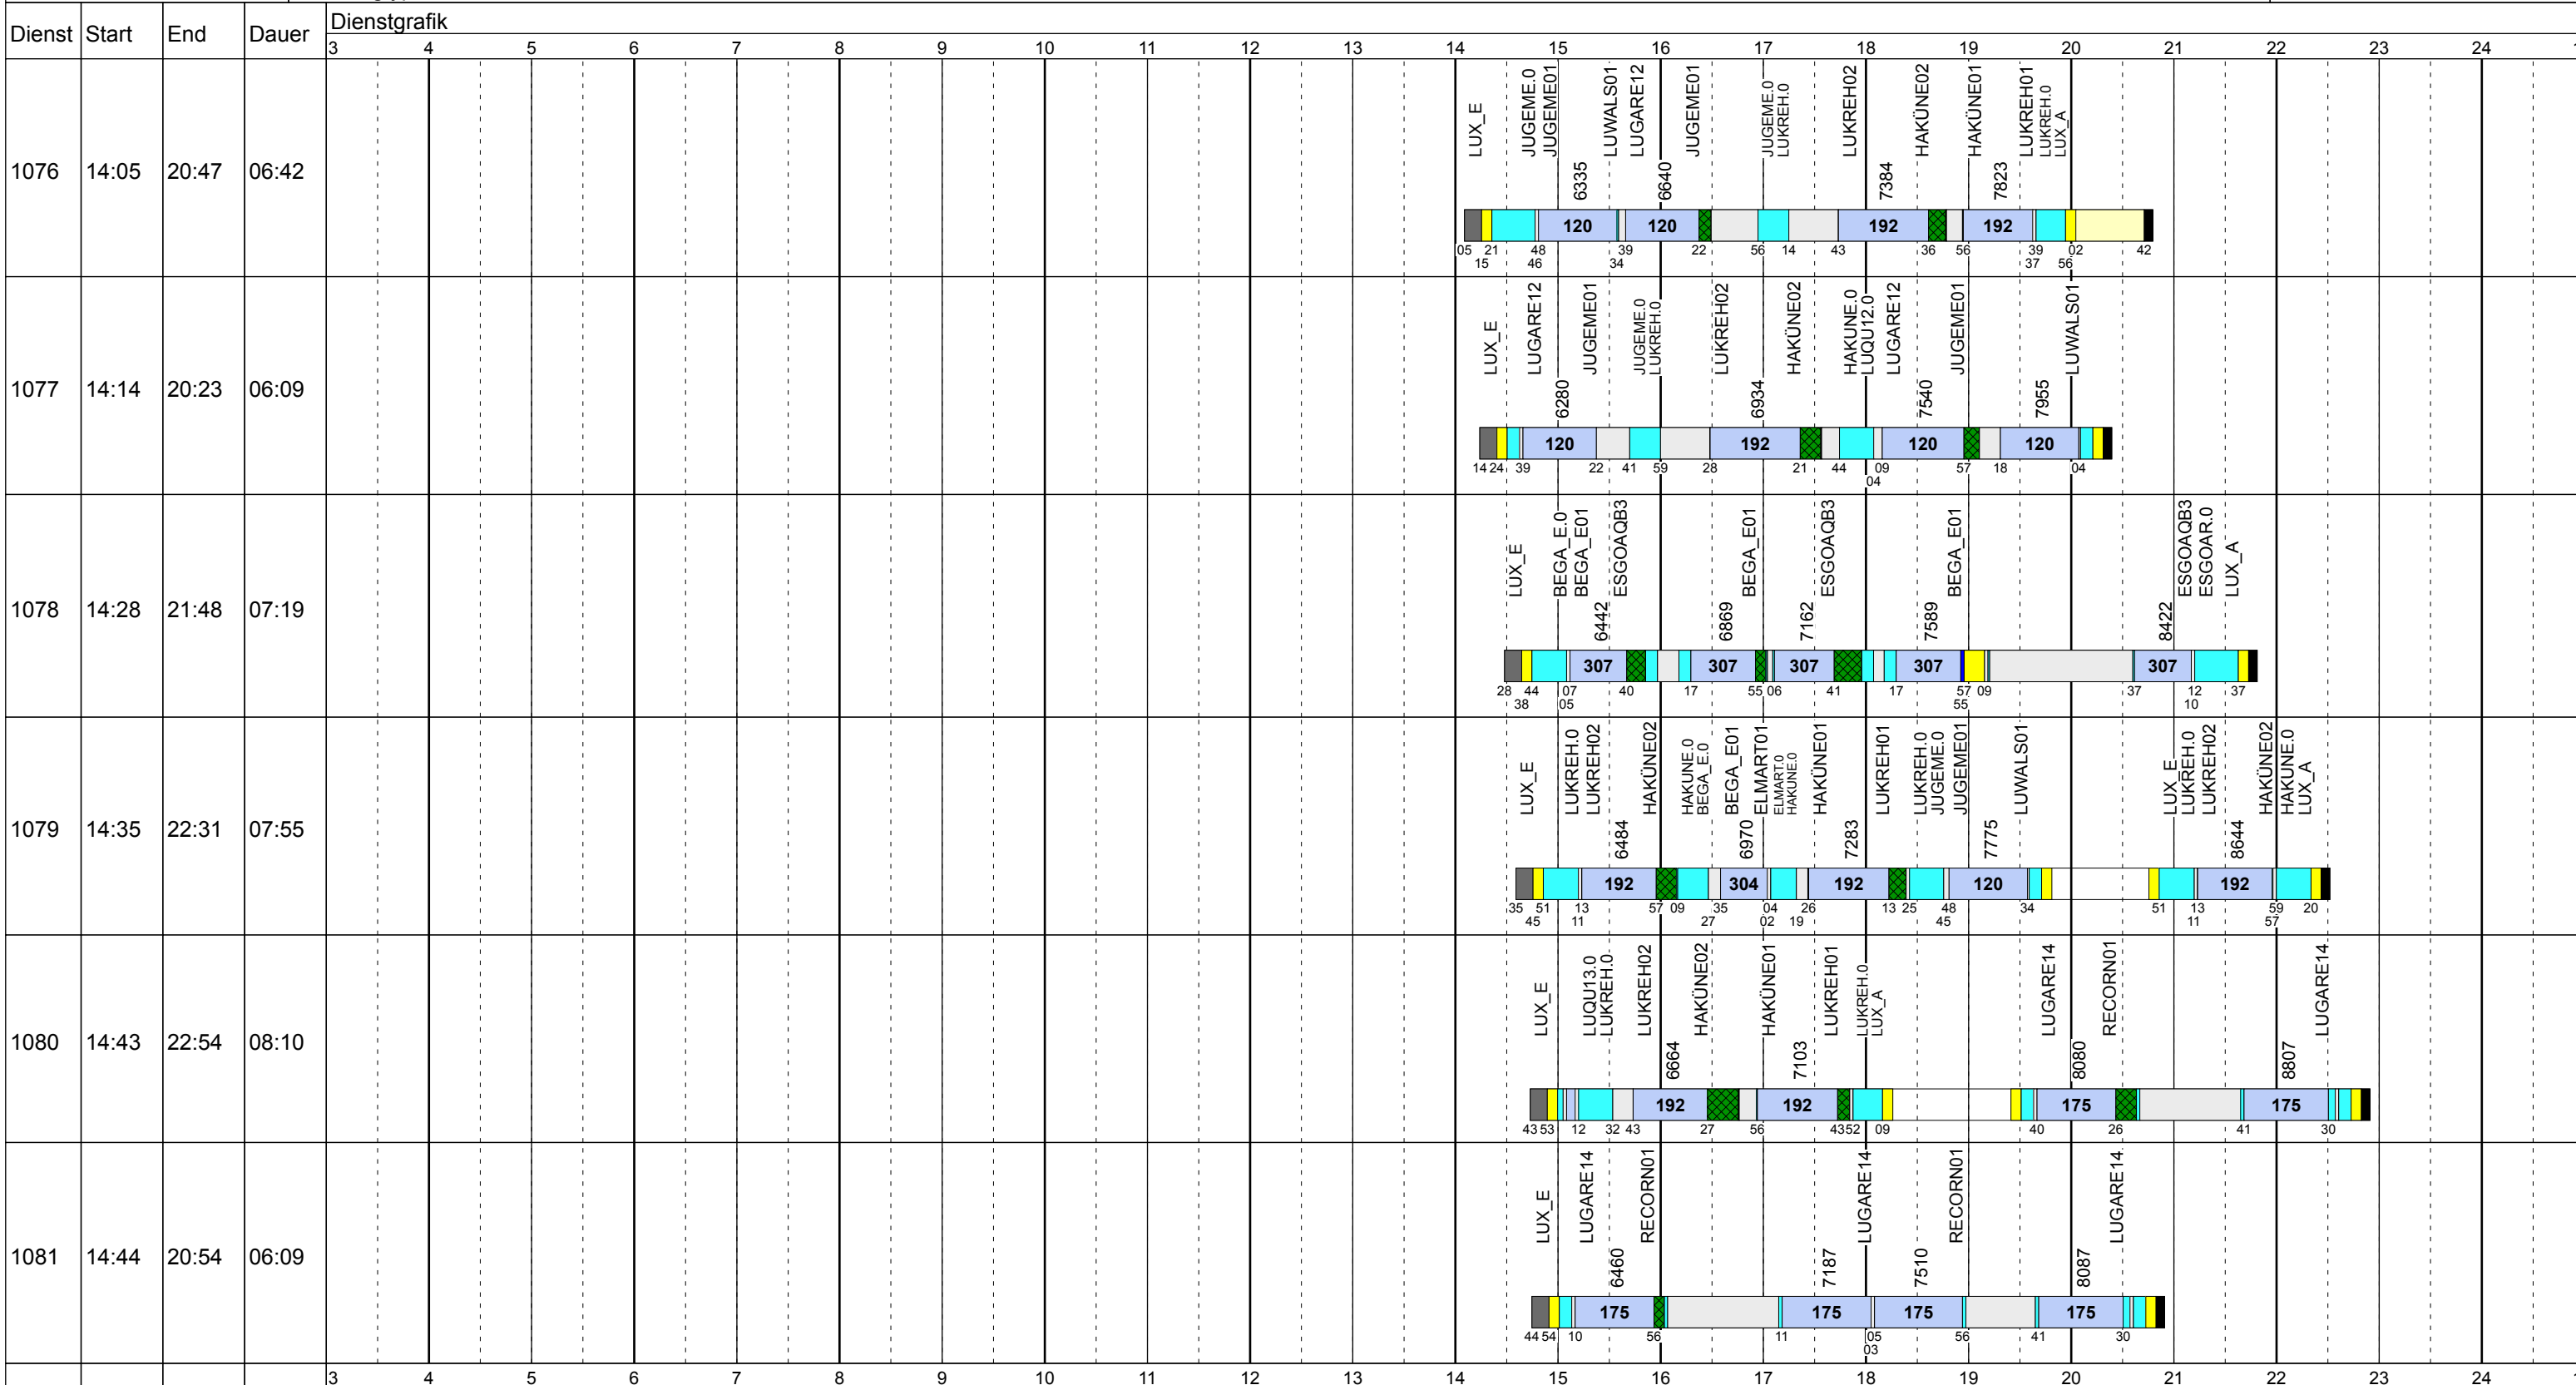 Dienst Start End Dauer Dienstgrafik
3 4 5 6 7 8 9 10 11 12 13 14 15 16 17 18 19 20 21 22 23 24
1076 14:05 20:47 06:42
LUX_E JUGEME.0 JUGEME01 LUWALS01 LUGARE12 JUGEME01 JUGEME.0 LUKREH.0 LUKREH02 HAKÜNE02 HAKÜNE01 LUKREH01 LUKREH.0 LUX_A
6335 6640 7384 7823
120 120 192 192
05 21 48 39 22 56 14 43 36 56 39 02 42
15 46 34 37 56
1077 14:14 20:23 06:09
LUX_E LUGARE12 JUGEME01 JUGEME.0 LUKREH.0 LUKREH02 HAKÜNE02 HAKÜNE.0 LUQU12.0 LUGARE12 JUGEME01 LUWALS01
6280 6934 7540 7955
120 192 120 120
14 24 39 22 41 59 28 21 44 09 57 18 04
04
1078 14:28 21:48 07:19
LUX_E BEGA_E.0 BEGA_E01 ESGOAQB3 BEGA_E01 ESGOAQB3 BEGA_E01 ESGOAQB3 ESGOAR.0 LUX_A
6442 6869 7162 7589 8422
307 307 307 307 307
28 44 07 40 17 55 06 41 17 57 09 37 12 37
38 05 55 10
1079 14:35 22:31 07:55
LUX_E LUKREH.0 LUKREH02 HAKÜNE02 HAKÜNE.0 BEGA_E.0 BEGA_E01 ELMART01 ELMART.0 HAKÜNE.0 HAKÜNE01 LUKREH01 LUKREH.0 JUGEME.0 JUGEME01 LUWALS01 LUX_E LUKREH.0 LUKREH02 HAKÜNE02 HAKÜNE.0 LUX_A
6484 6970 7283 7775 8644
192 304 192 120 192
35 51 13 57 09 35 04 26 13 25 48 34 51 13 59 20
45 11 27 02 19 45 11 57
1080 14:43 22:54 08:10
LUX_E LUQU13.0 LUKREH.0 LUKREH02 HAKÜNE02 HAKÜNE01 LUKREH01 LUKREH.0 LUX_A LUGARE14 RECORN01 LUGARE14
6664 7103 8080 8807
192 192 175 175
43 53 12 32 43 27 56 43 52 09 40 26 41 30
1081 14:44 20:54 06:09
LUX_E LUGARE14 RECORN01 LUGARE14 RECORN01 LUGARE14
6460 7187 7510 8087
175 175 175 175
44 54 10 56 11 05 56 41 30
03
3 4 5 6 7 8 9 10 11 12 13 14 15 16 17 18 19 20 21 22 23 24